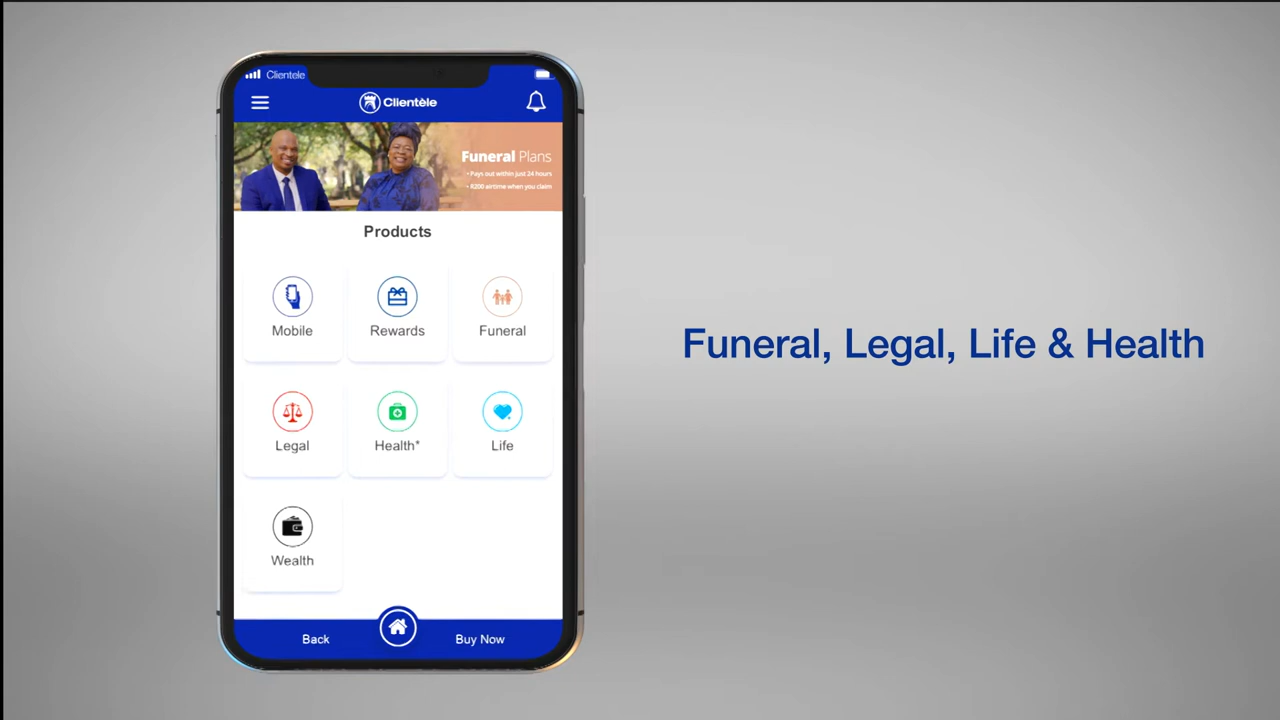 Clientele
Clientèle
Funeral Plans
• Pays out within just 24 hours
• R200 airtime when you claim
Products
Mobile
Rewards
Funeral
Legal
Health*
Life
Wealth
Back
Buy Now
Funeral, Legal, Life & Health